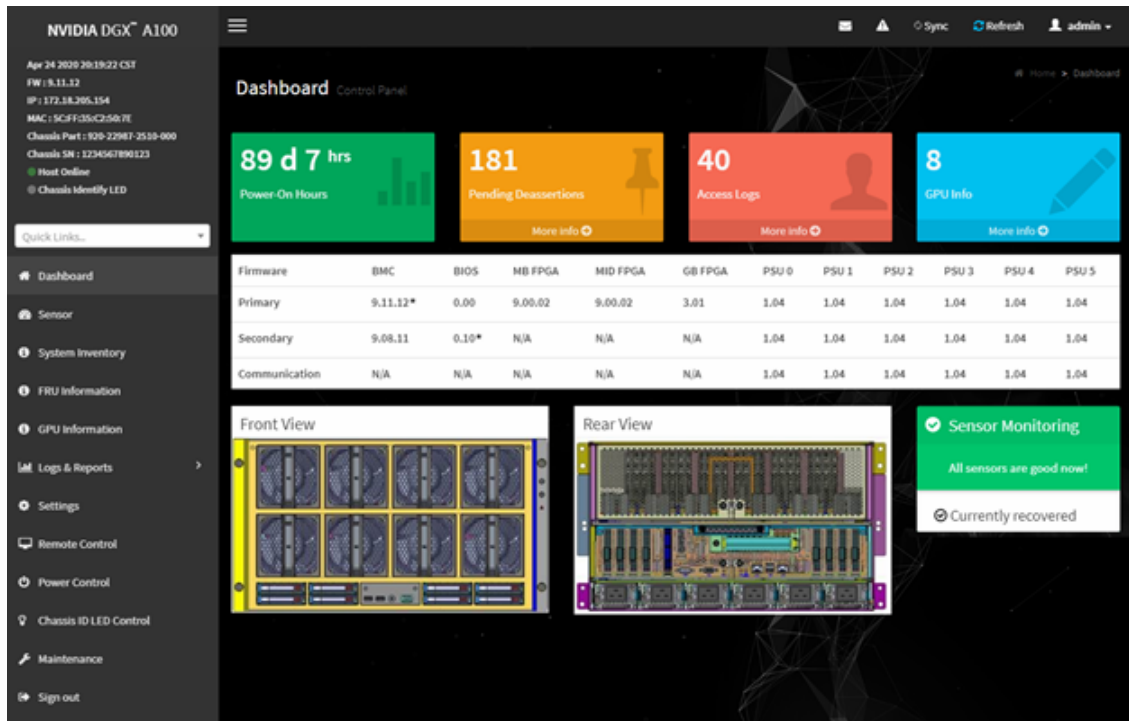 NVIDIA DGX™ A100
Sync
Refresh
admin
Apr 24 2020 20:19:22 CST
FW : 9.11.12
IP : 172.18.205.154
MAC : 5C:FF:35:C2:50:7E
Chassis Part : 920-22987-2510-000
Chassis SN : 1234567890123
Host Online
Chassis Identify LED
Quick Links...
Dashboard
Sensor
System Inventory
FRU Information
GPU Information
Logs & Reports
Settings
Remote Control
Power Control
Chassis ID LED Control
Maintenance
Sign out
Dashboard Control Panel
Home > Dashboard
89 d 7 hrs
Power-On Hours
181
Pending Deassertions
More info
40
Access Logs
More info
8
GPU Info
More info
Firmware BMC BIOS MB FPGA MID FPGA GB FPGA PSU 0 PSU 1 PSU 2 PSU 3 PSU 4 PSU 5
Primary 9.11.12* 0.00 9.00.02 9.00.02 3.01 1.04 1.04 1.04 1.04 1.04 1.04
Secondary 9.08.11 0.10* N/A N/A N/A 1.04 1.04 1.04 1.04 1.04 1.04
Communication N/A N/A N/A N/A N/A 1.04 1.04 1.04 1.04 1.04 1.04
Front View
Rear View
Sensor Monitoring
All sensors are good now!
Currently recovered